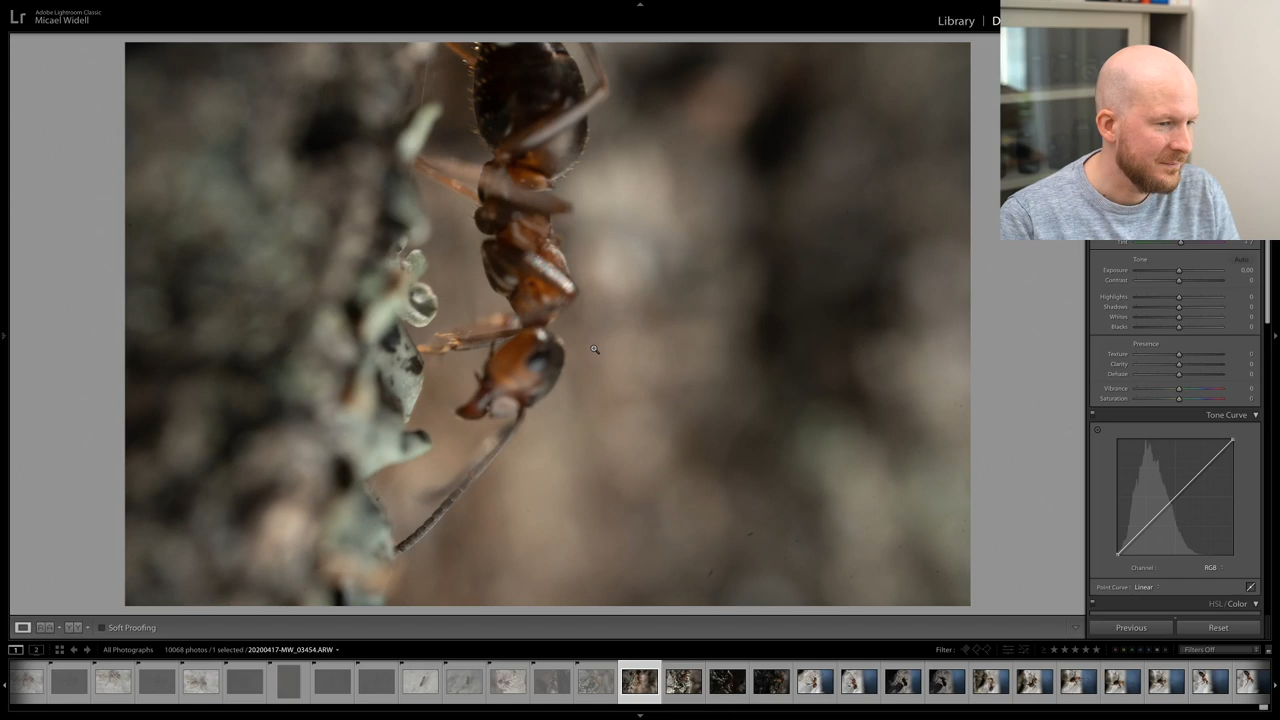 Lr
Adobe Lightroom Classic
Micael Widell
Library | D
Tint + 7
Tone Auto
Exposure 0,00
Contrast 0
Highlights 0
Shadows 0
Whites 0
Blacks 0
Presence
Texture 0
Clarity 0
Dehaze 0
Vibrance 0
Saturation 0
Tone Curve
Channel : RGB
Point Curve : Linear
HSL / Color
Soft Proofing
Previous Reset
1 2 All Photographs 10068 photos / 1 selected / 20200417-MW_03454.ARW Filter : Filters Off